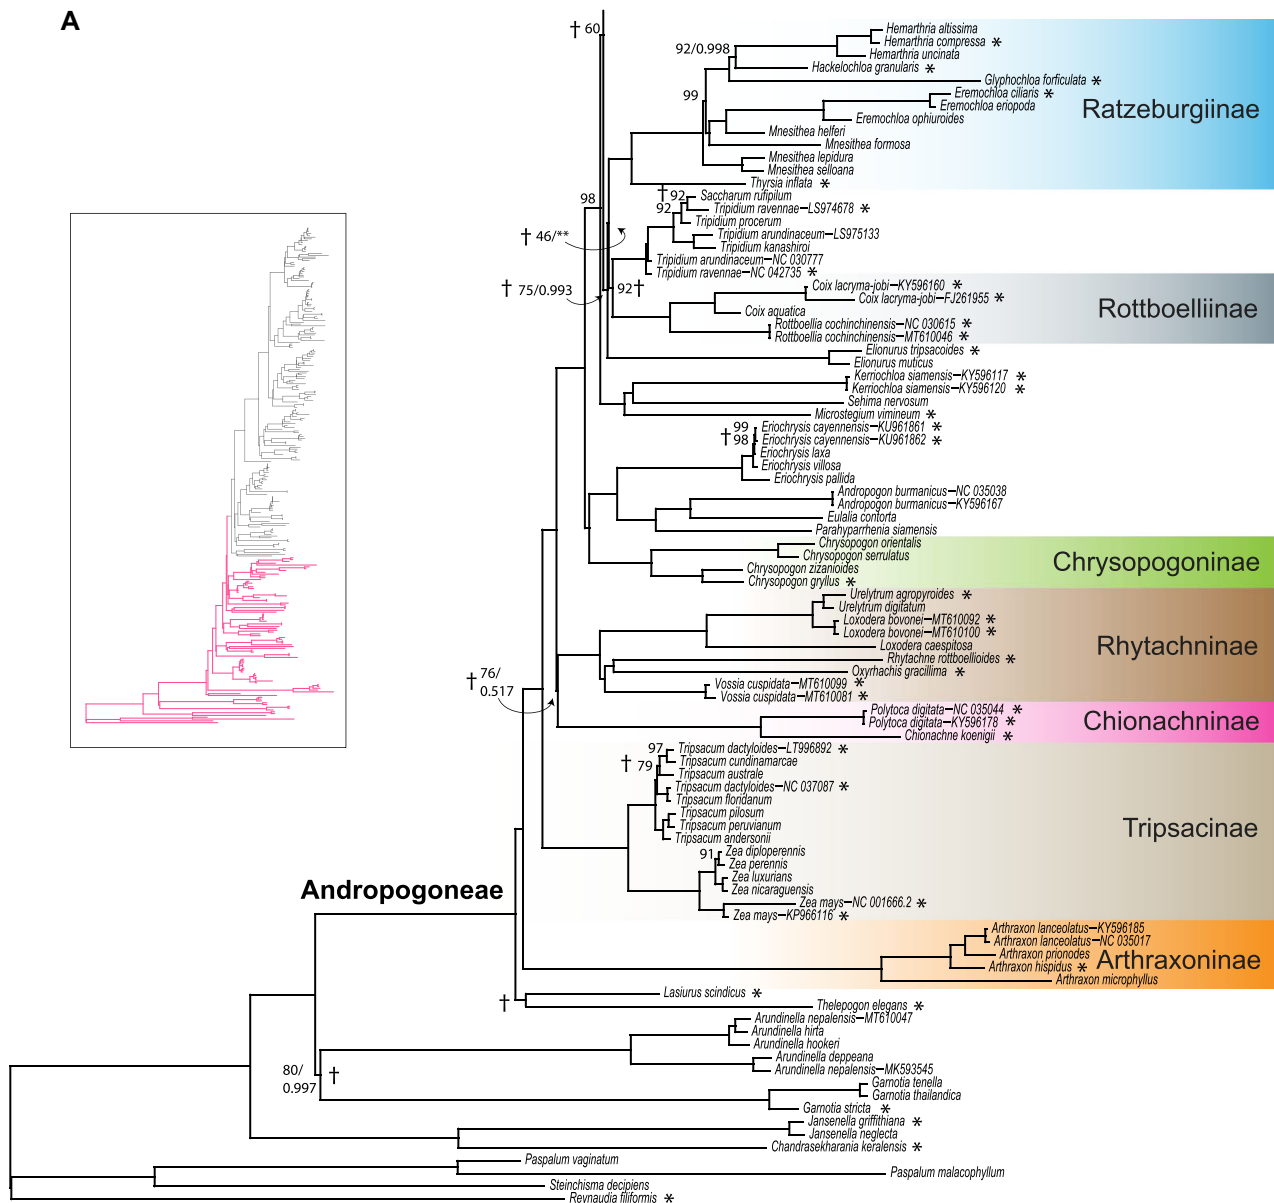 A
† 60
Hemarthria altissima
Hemarthria compressa *
92/0.998
Hemarthria uncinata
Hackelochloa granularis *
Glyphochloa forficulata *
99
Eremochloa ciliaris *
Eremochloa eriopoda
Ratzeburgiinae
Eremochloa ophiuroides
Mnesithea helferi
Mnesithea formosa
Mnesithea lepidura
Mnesithea selloana
Thyrsia inflata *
98
† 92
Saccharum rufipilum
92
Tripidium ravennae–LS974678 *
Tripidium procerum
† 46/**
Tripidium arundinaceum–LS975133
Tripidium kanashiroi
Tripidium arundinaceum–NC 030777
Tripidium ravennae–NC 042735 *
† 75/0.993
92 †
Coix lacryma-jobi–KY596160 *
Coix lacryma-jobi–FJ261955 *
Rottboelliinae
Coix aquatica
Rottboellia cochinchinensis–NC 030615 *
Rottboellia cochinchinensis–MT610046 *
Elionurus tripsacoides *
Elionurus muticus
Kerriochloa siamensis–KY596117 *
Kerriochloa siamensis–KY596120 *
Sehima nervosum
Microstegium vimineum *
99
Eriochrysis cayennensis–KU961861 *
† 98
Eriochrysis cayennensis–KU961862 *
Eriochrysis laxa
Eriochrysis villosa
Eriochrysis pallida
Andropogon burmanicus–NC 035038
Andropogon burmanicus–KY596167
Eulalia contorta
Parahyparrhenia siamensis
Chrysopogon orientalis
Chrysopogon serrulatus
Chrysopogoninae
Chrysopogon zizanioides
Chrysopogon gryllus *
Urelytrum agropyroides *
Urelytrum digitatum
Loxodera bovonei–MT610092 *
Loxodera bovonei–MT610100 *
Rhytachninae
Loxodera caespitosa
Rhytachne rottboellioides *
Oxyrhachis gracillima *
† 76/
0.517
Vossia cuspidata–MT610099 *
Vossia cuspidata–MT610081 *
Polytoca digitata–NC 035044 *
Polytoca digitata–KY596178 *
Chionachninae
Chionachne koenigii *
97
Tripsacum dactyloides–LT996892 *
† 79
Tripsacum cundinamarcae
Tripsacum australe
Tripsacum dactyloides–NC 037087 *
Tripsacum floridanum
Tripsacum pilosum
Tripsacum peruvianum
Tripsacinae
Tripsacum andersonii
91
Zea diploperennis
Zea perennis
Zea luxurians
Zea nicaraguensis
Andropogoneae
Zea mays–NC 001666.2 *
Zea mays–KP966116 *
Arthraxon lanceolatus–KY596185
Arthraxon lanceolatus–NC 035017
Arthraxon prionodes
Arthraxoninae
Arthraxon hispidus *
Arthraxon microphyllus
†
Lasiurus scindicus *
Thelepogon elegans *
Arundinella nepalensis–MT610047
Arundinella hirta
Arundinella hookeri
Arundinella deppeana
Arundinella nepalensis–MK593545
80/
0.997
†
Garnotia tenella
Garnotia thailandica
Garnotia stricta *
Jansenella griffithiana *
Jansenella neglecta
Chandrasekharania keralensis *
Paspalum vaginatum
Paspalum malacophyllum
Steinchisma decipiens
Reynaudia filiformis *